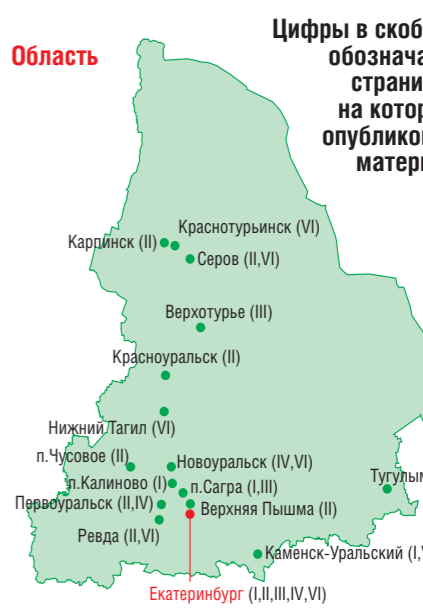 Цифры в скоб
Область
обознача
страни
на котор
опубликов
матери
Краснотурьинск (VI)
Карпинск (II)
Серов (II,VI)
Верхотурье (III)
Красноуральск (II)
Нижний Тагил (VI)
п.Чусовое (II)
Новоуральск (IV,VI)
п.Калиново (I)
п.Сагра (I,III)
Тугулым
Первоуральск (II,IV)
Верхняя Пышма (II)
Ревда (II,VI)
Каменск-Уральский (I,V
Екатеринбург (I,II,III,IV,VI)